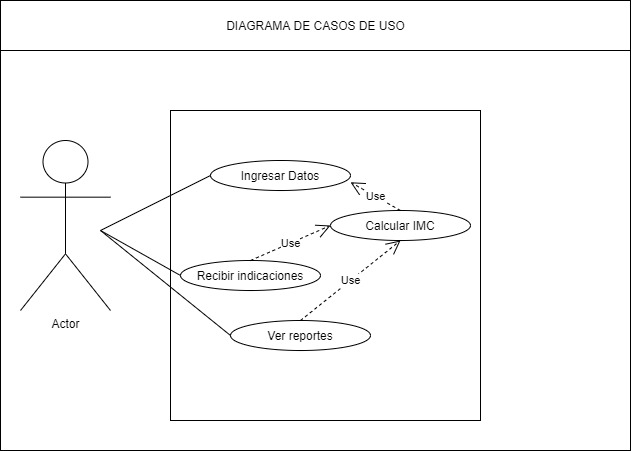 DIAGRAMA DE CASOS DE USO
Ingresar Datos
Use
Calcular IMC
Use
Recibir indicaciones
Use
Actor
Ver reportes